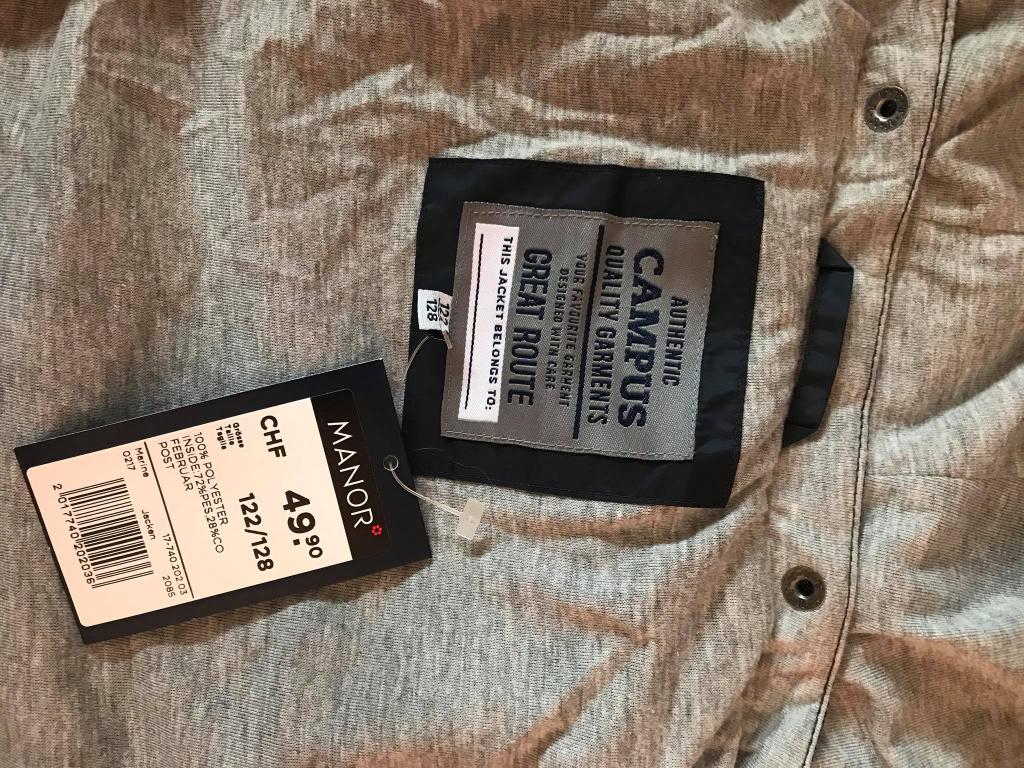 AUTHENTIC
CAMPUS
QUALITY GARMENTS
YOUR FAVOURITE GARMENT
DESIGNED WITH CARE
GREAT ROUTE
THIS JACKET BELONGS TO:
122
128
MANOR
49.90
CHF
122/128
Grösse
Taille
Taglia
100% POLYESTER
INSIDE:72%PES,28%CO
FEBRUAR
POST
17-740.202.03
Marine Jacken 2085
0217
2 017740 202036